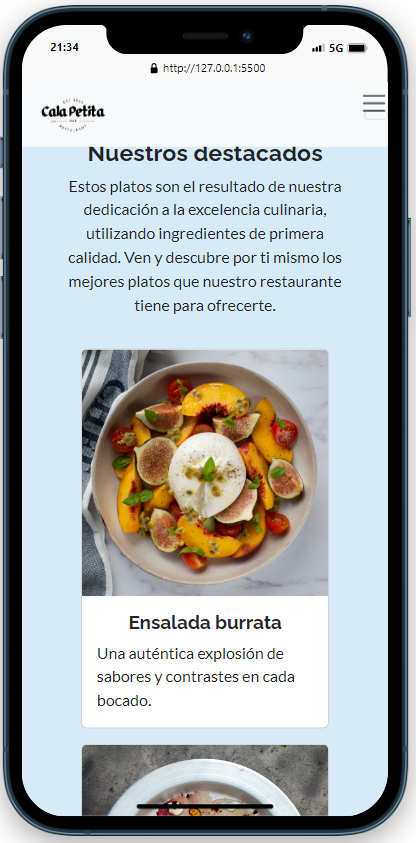 21:34
5G
http://127.0.0.1:5500
Cala Petita
BAR
RESTAURANT
Nuestros destacados
Estos platos son el resultado de nuestra
dedicación a la excelencia culinaria,
utilizando ingredientes de primera
calidad. Ven y descubre por ti mismo los
mejores platos que nuestro restaurante
tiene para ofrecerte.
Ensalada burrata
Una auténtica explosión de
sabores y contrastes en cada
bocado.